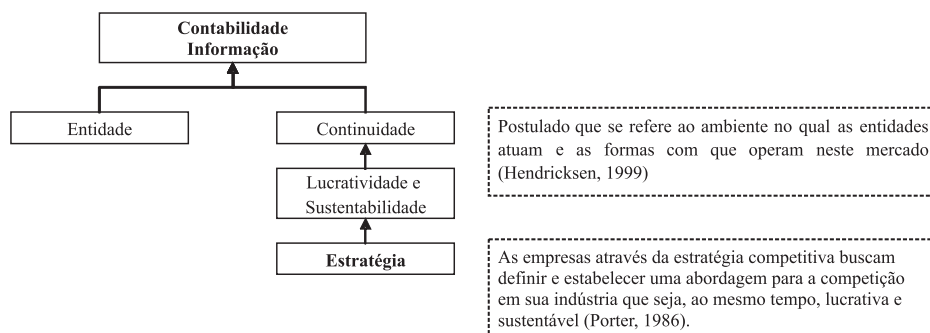 Contabilidade
Informação
Entidade
Continuidade
Postulado que se refere ao ambiente no qual as entidades
atuam e as formas com que operam neste mercado
(Hendricksen, 1999)
Lucratividade e
Sustentabilidade
Estratégia
As empresas através da estratégia competitiva buscam
definir e estabelecer uma abordagem para a competição
em sua indústria que seja, ao mesmo tempo, lucrativa e
sustentável (Porter, 1986).